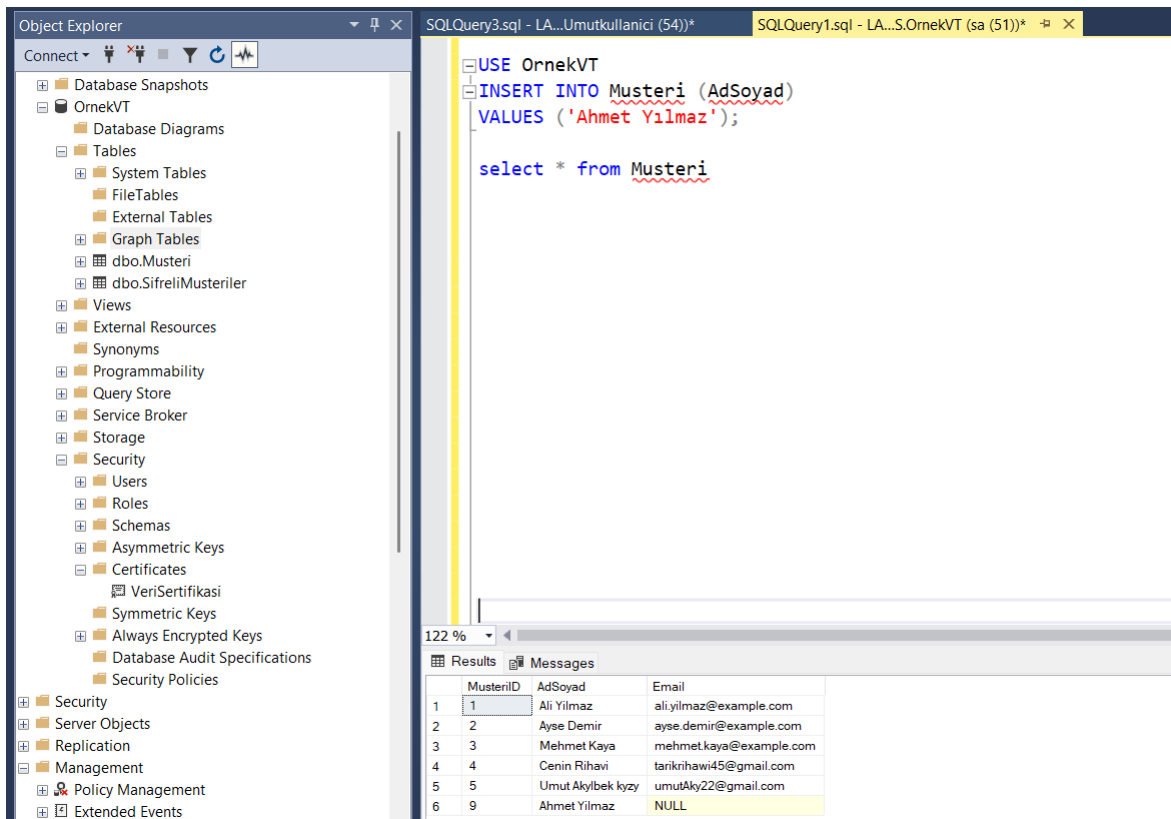 Object Explorer
Connect
Database Snapshots
OrnekVT
Database Diagrams
Tables
System Tables
FileTables
External Tables
Graph Tables
dbo.Musteri
dbo.SifreliMusteriler
Views
External Resources
Synonyms
Programmability
Query Store
Service Broker
Storage
Security
Users
Roles
Schemas
Asymmetric Keys
Certificates
VeriSertifikasi
Symmetric Keys
Always Encrypted Keys
Database Audit Specifications
Security Policies
Security
Server Objects
Replication
Management
Policy Management
Extended Events
SQLQuery3.sql - LA...Umutkullanici (54))* SQLQuery1.sql - LA...S.OrnekVT (sa (51))*
USE OrnekVT
INSERT INTO Musteri (AdSoyad)
VALUES ('Ahmet Yılmaz');
select * from Musteri
122 %
Results Messages
MusteriID AdSoyad Email
1 1 Ali Yilmaz ali.yilmaz@example.com
2 2 Ayse Demir ayse.demir@example.com
3 3 Mehmet Kaya mehmet.kaya@example.com
4 4 Cenin Rihavi tarikrihawi45@gmail.com
5 5 Umut Akylbek kyzy umutAky22@gmail.com
6 9 Ahmet Yilmaz NULL